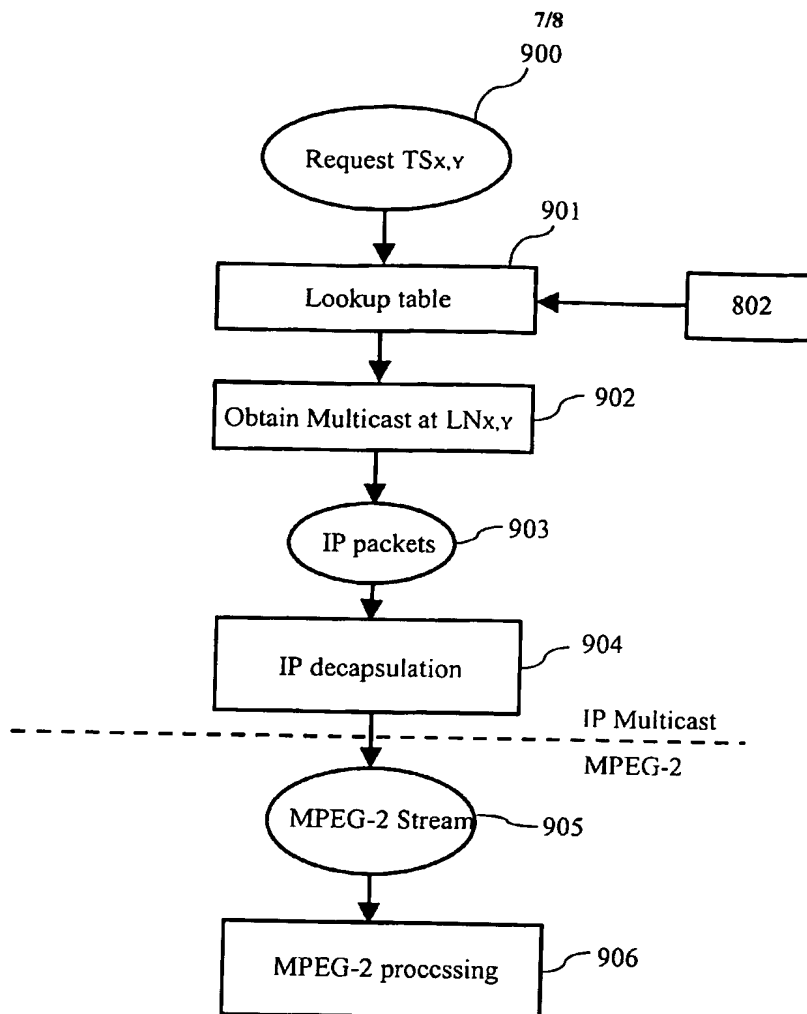 7/8
900
Request TSX,Y
901
Lookup table
802
Obtain Multicast at LNX,Y
902
IP packets
903
IP decapsulation
904
IP Multicast
MPEG-2
MPEG-2 Stream
905
MPEG-2 processing
906